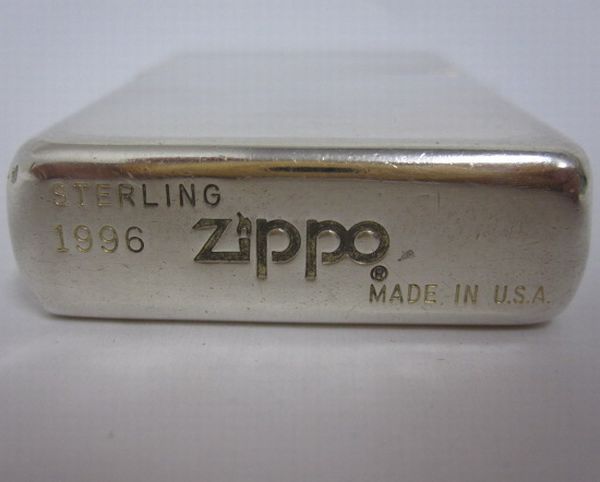 STERLING
1996
Zippo®
MADE IN U.S.A.